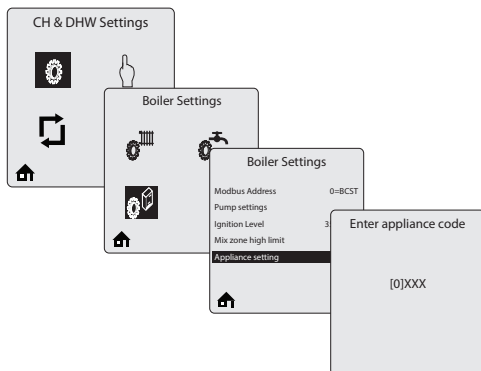 CH & DHW Settings
Boiler Settings
Boiler Settings
Modbus Address 0=BCST
Pump settings
Ignition Level 3
Mix zone high limit
Appliance setting
Enter appliance code
[0]XXX